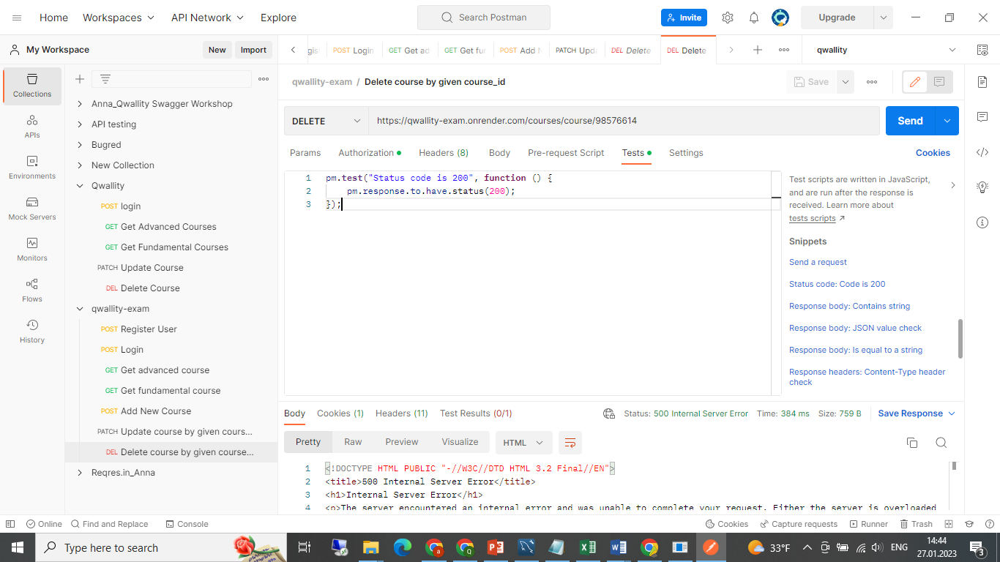 Home Workspaces API Network Explore Search Postman Invite Upgrade
My Workspace New Import
POST Login GET Get ad GET Get fur POST Add PATCH Upda DEL Delete DEL Delete qwallity
Collections
APIs
Environments
Mock Servers
Monitors
Flows
History
Anna_Qwallity Swagger Workshop
API testing
Bugred
New Collection
Qwallity
POST login
GET Get Advanced Courses
GET Get Fundamental Courses
PATCH Update Course
DEL Delete Course
qwallity-exam
POST Register User
POST Login
GET Get advanced course
GET Get fundamental course
POST Add New Course
PATCH Update course by given cours...
DEL Delete course by given course...
Reqres.in_Anna
qwallity-exam / Delete course by given course_id Save
DELETE https://qwallity-exam.onrender.com/courses/course/98576614 Send
Params Authorization Headers (8) Body Pre-request Script Tests Settings Cookies
1 pm.test("Status code is 200", function () {
2 pm.response.to.have.status(200);
3 });
Test scripts are written in JavaScript,
and are run after the response is
received. Learn more about
tests scripts
Snippets
Send a request
Status code: Code is 200
Response body: Contains string
Response body: JSON value check
Response body: Is equal to a string
Response headers: Content-Type header
check
Body Cookies (1) Headers (11) Test Results (0/1) Status: 500 Internal Server Error Time: 384 ms Size: 759 B Save Response
Pretty Raw Preview Visualize HTML
1 <!DOCTYPE HTML PUBLIC "-//W3C//DTD HTML 3.2 Final//EN">
2 <title>500 Internal Server Error</title>
3 <h1>Internal Server Error</h1>
4 <p>The server encountered an internal error and was unable to complete your request. Either the server is overloaded
Online Find and Replace Console Cookies Capture requests Runner Trash
Type here to search 33°F ENG 14:44
27.01.2023 3